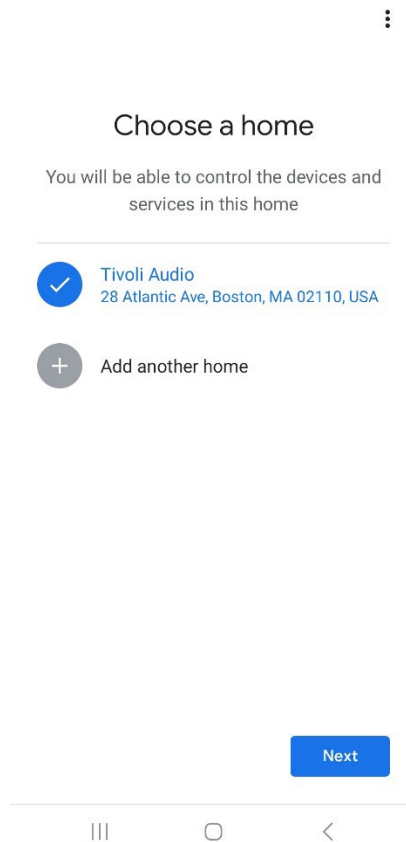 Choose a home
You will be able to control the devices and
services in this home
Tivoli Audio
28 Atlantic Ave, Boston, MA 02110, USA
Add another home
Next